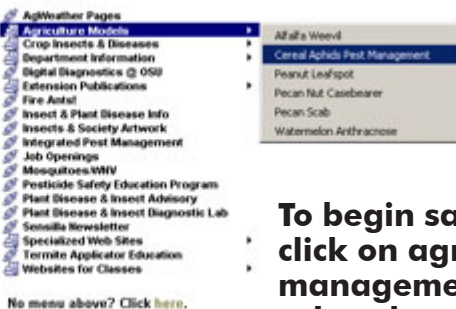 AgWeather Pages
Agriculture Models
Crop Insects & Diseases
Department Information
Digital Diagnostics @ OSU
Extension Publications
Fire Ants!
Insect & Plant Disease Info
Insects & Society Artwork
Integrated Pest Management
Job Openings
Mosquitoes/WNV
Pesticide Safety Education Program
Plant Disease & Insect Advisory
Plant Disease & Insect Diagnostic Lab
Sensilla Newsletter
Specialized Web Sites
Termite Applicator Education
Websites for Classes
No menu above? Click here.
Alfalfa Weevil
Cereal Aphids Pest Management
Peanut Leafspot
Pecan Nut Casebearer
Pecan Scab
Watermelon Anthracnose
To begin sa
click on agr
manageme